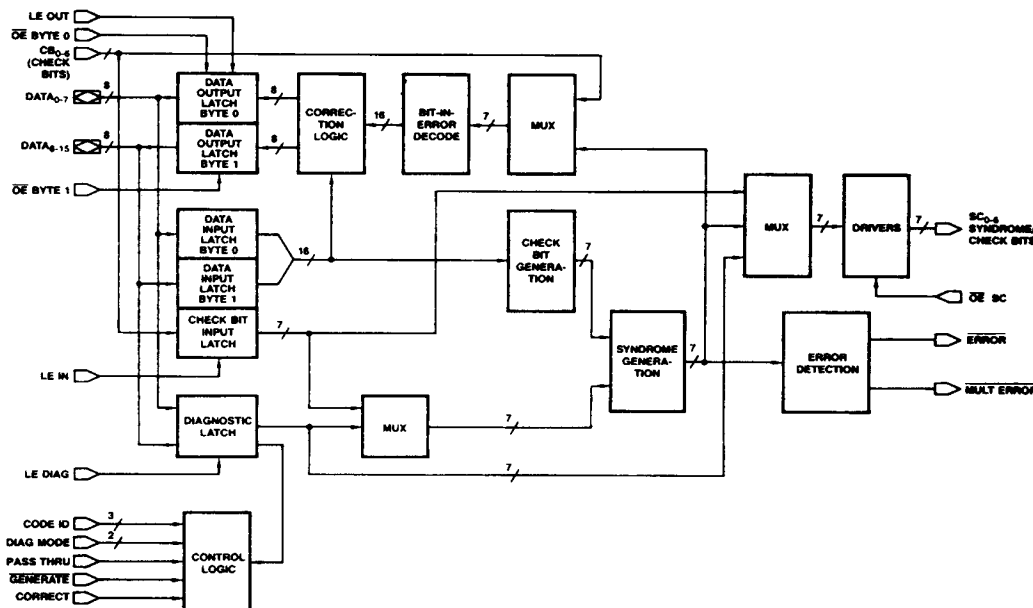 LE OUT
OE BYTE 0
CB0-6
(CHECK
BITS)
DATA0-7
8
DATA8-15
8
OE BYTE 1
DATA
OUTPUT
LATCH
BYTE 0
DATA
OUTPUT
LATCH
BYTE 1
8
8
CORREC-
TION
LOGIC
16
BIT-IN-
ERROR
DECODE
7
MUX
DATA
INPUT
LATCH
BYTE 0
DATA
INPUT
LATCH
BYTE 1
CHECK BIT
INPUT
LATCH
16
7
CHECK
BIT
GENERA-
TION
7
MUX
7
DRIVERS
7
SC0-6
SYNDROME/
CHECK BITS
OE SC
LE IN
SYNDROME
GENERA-
TION
7
ERROR
DETECTION
ERROR
MULT ERROR
DIAGNOSTIC
LATCH
MUX
7
7
LE DIAG
CODE ID
3
DIAG MODE
2
PASS THRU
GENERATE
CORRECT
CONTROL
LOGIC